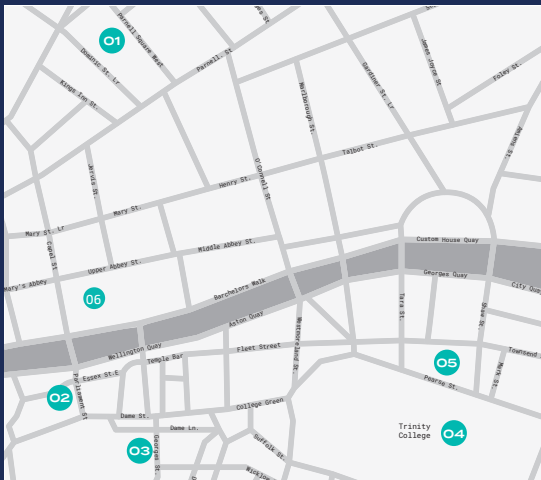 01
Parnell Square West
Dominic St. Lr
Kings Inn St.
Parnell. St
Gardiner St. Lr
James Joyce St
Foley St.
Marlborough St.
Talbot St.
Amiens St.
Jervis St.
O'Connell St
Henry St.
Mary St.
Mary St. Lr
Capel St
Middle Abbey St.
Upper Abbey St.
Mary's Abbey
Custom House Quay
Georges Quay
City Quay
06
Barchelors Walk
Aston Quay
Tara St.
Shaw St.
Westmoreland St.
Wellington Quay
Temple Bar
Fleet Street
Townsend
05
Mark St.
Essex St.E
Parliament St
Pearse St.
02
College Green
Dame St.
Dame Ln.
Trinity
College
04
03
Georges St.
Suffolk St.
Wicklow